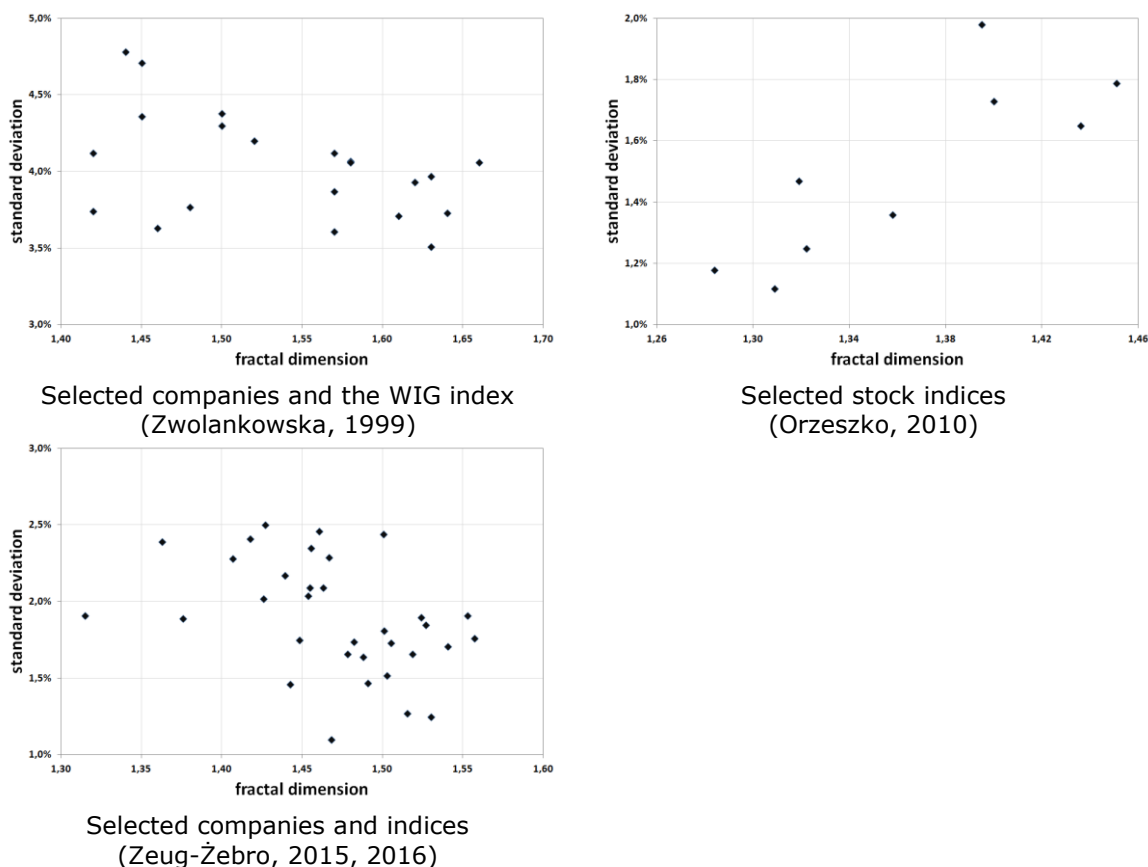 5,0%
4,5%
4,0%
3,5%
3,0%
standard deviation
1,40 1,45 1,50 1,55 1,60 1,65 1,70
fractal dimension
Selected companies and the WIG index
(Zwolankowska, 1999)
2,0%
1,8%
1,6%
1,4%
1,2%
1,0%
standard deviation
1,26 1,30 1,34 1,38 1,42 1,46
fractal dimension
Selected stock indices
(Orzeszko, 2010)
3,0%
2,5%
2,0%
1,5%
1,0%
standard deviation
1,30 1,35 1,40 1,45 1,50 1,55 1,60
fractal dimension
Selected companies and indices
(Zeug-Żebro, 2015, 2016)